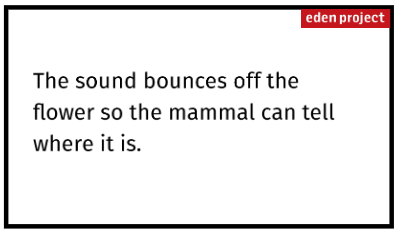 eden project
The sound bounces off the
flower so the mammal can tell
where it is.